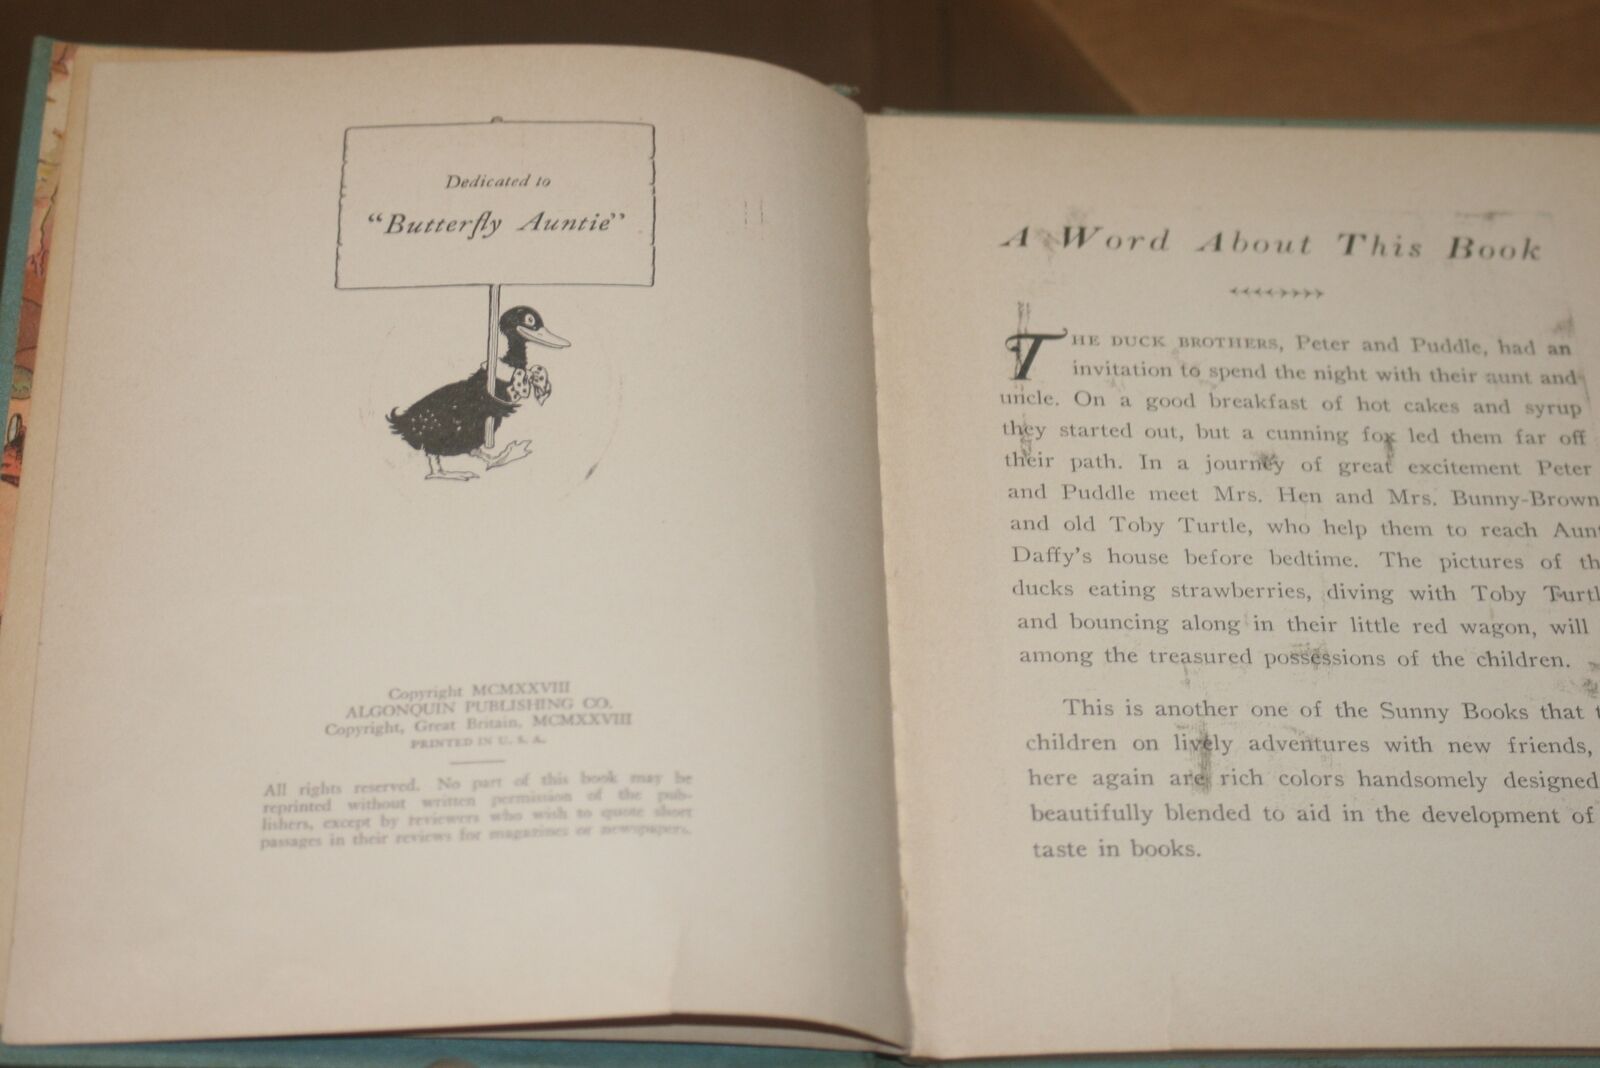 Dedicated to
"Butterfly Auntie"
Copyright MCMXXVIII
ALGONQUIN PUBLISHING CO.
Copyright, Great Britain, MCMXXVIII
PRINTED IN U. S. A.
All rights reserved. No part of this book may be
reprinted without written permission of the pub-
lishers, except by reviewers who wish to quote short
passages in their reviews for magazines or newspapers.
A Word About This Book
THE DUCK BROTHERS, Peter and Puddle, had an
invitation to spend the night with their aunt and
uncle. On a good breakfast of hot cakes and syrup
they started out, but a cunning fox led them far off
their path. In a journey of great excitement Peter
and Puddle meet Mrs. Hen and Mrs. Bunny-Brown
and old Toby Turtle, who help them to reach Aun
Daffy's house before bedtime. The pictures of th
ducks eating strawberries, diving with Toby Turtl
and bouncing along in their little red wagon, will
among the treasured possessions of the children.
This is another one of the Sunny Books that t
children on lively adventures with new friends,
here again are rich colors handsomely designed
beautifully blended to aid in the development of
taste in books.